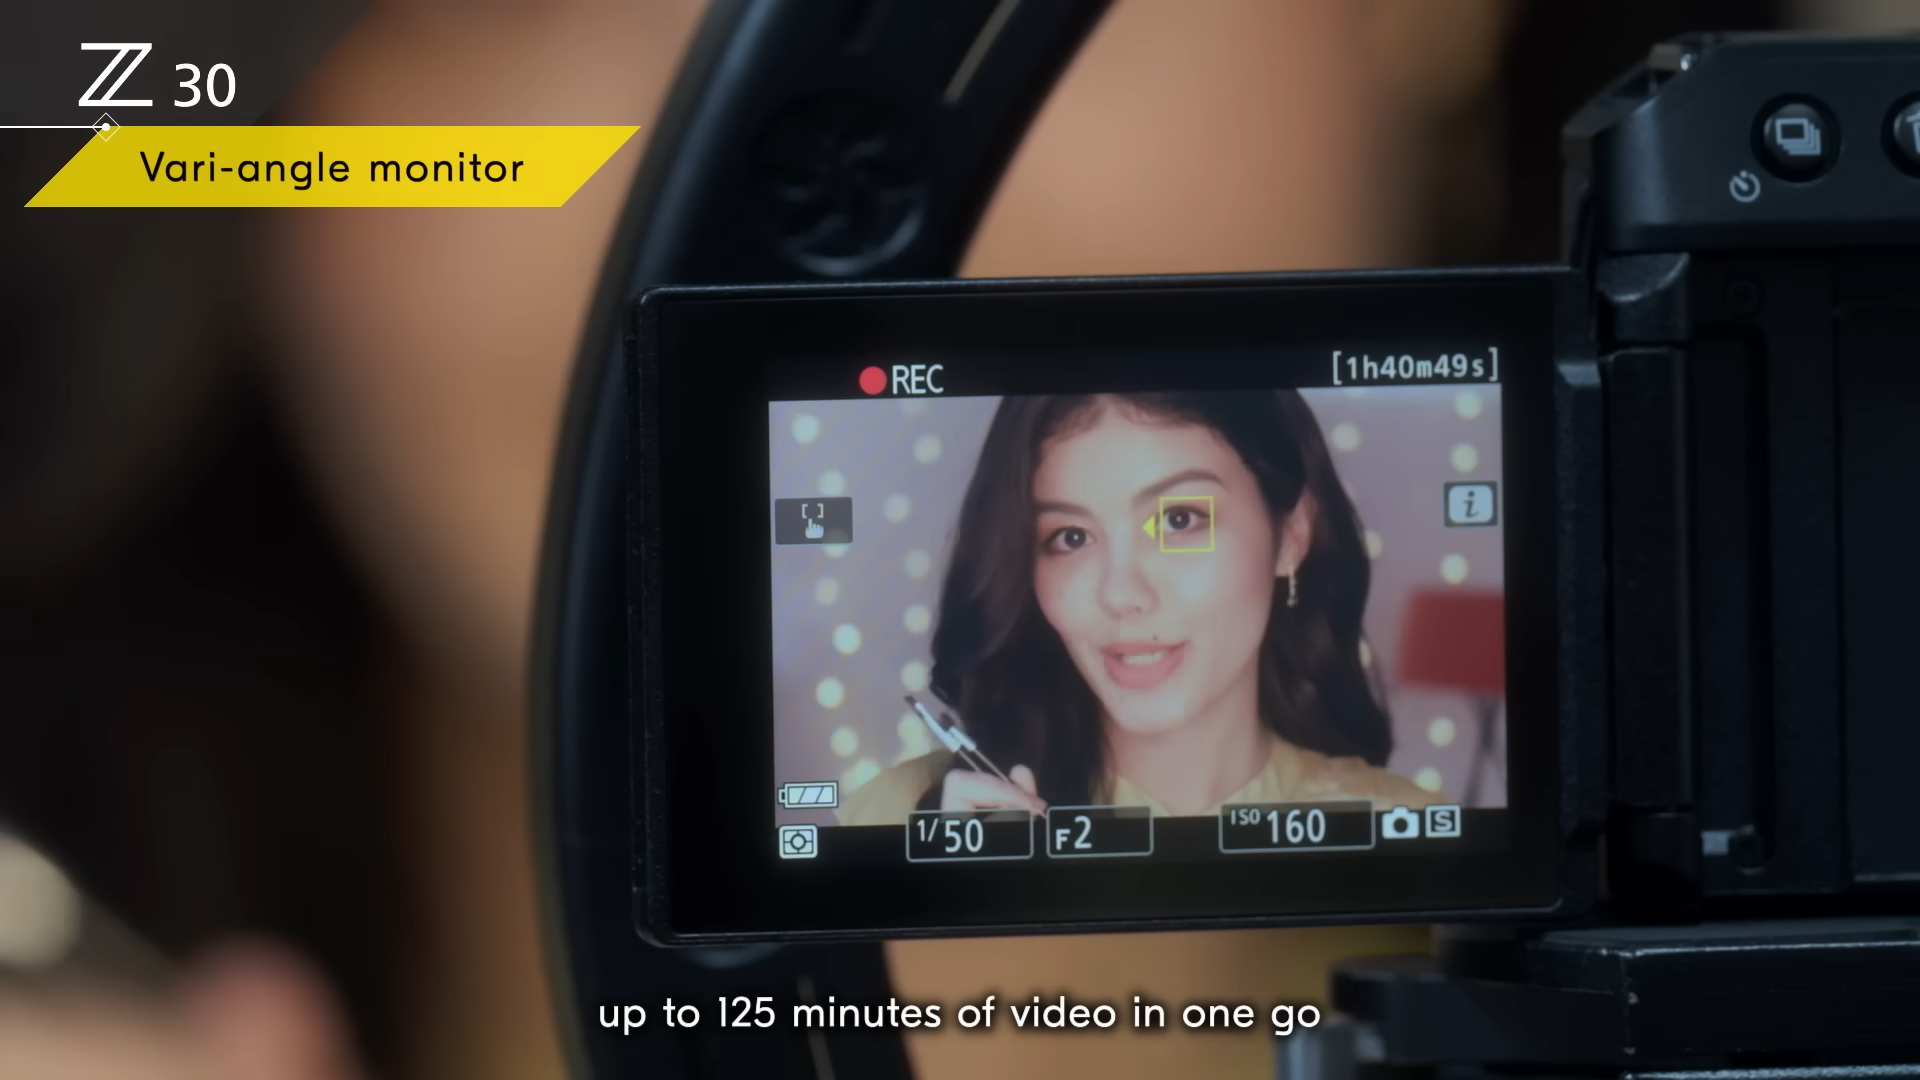 Z 30
Vari-angle monitor
REC
[1h40m49s]
i
1/50
F2
ISO 160
S
up to 125 minutes of video in one go